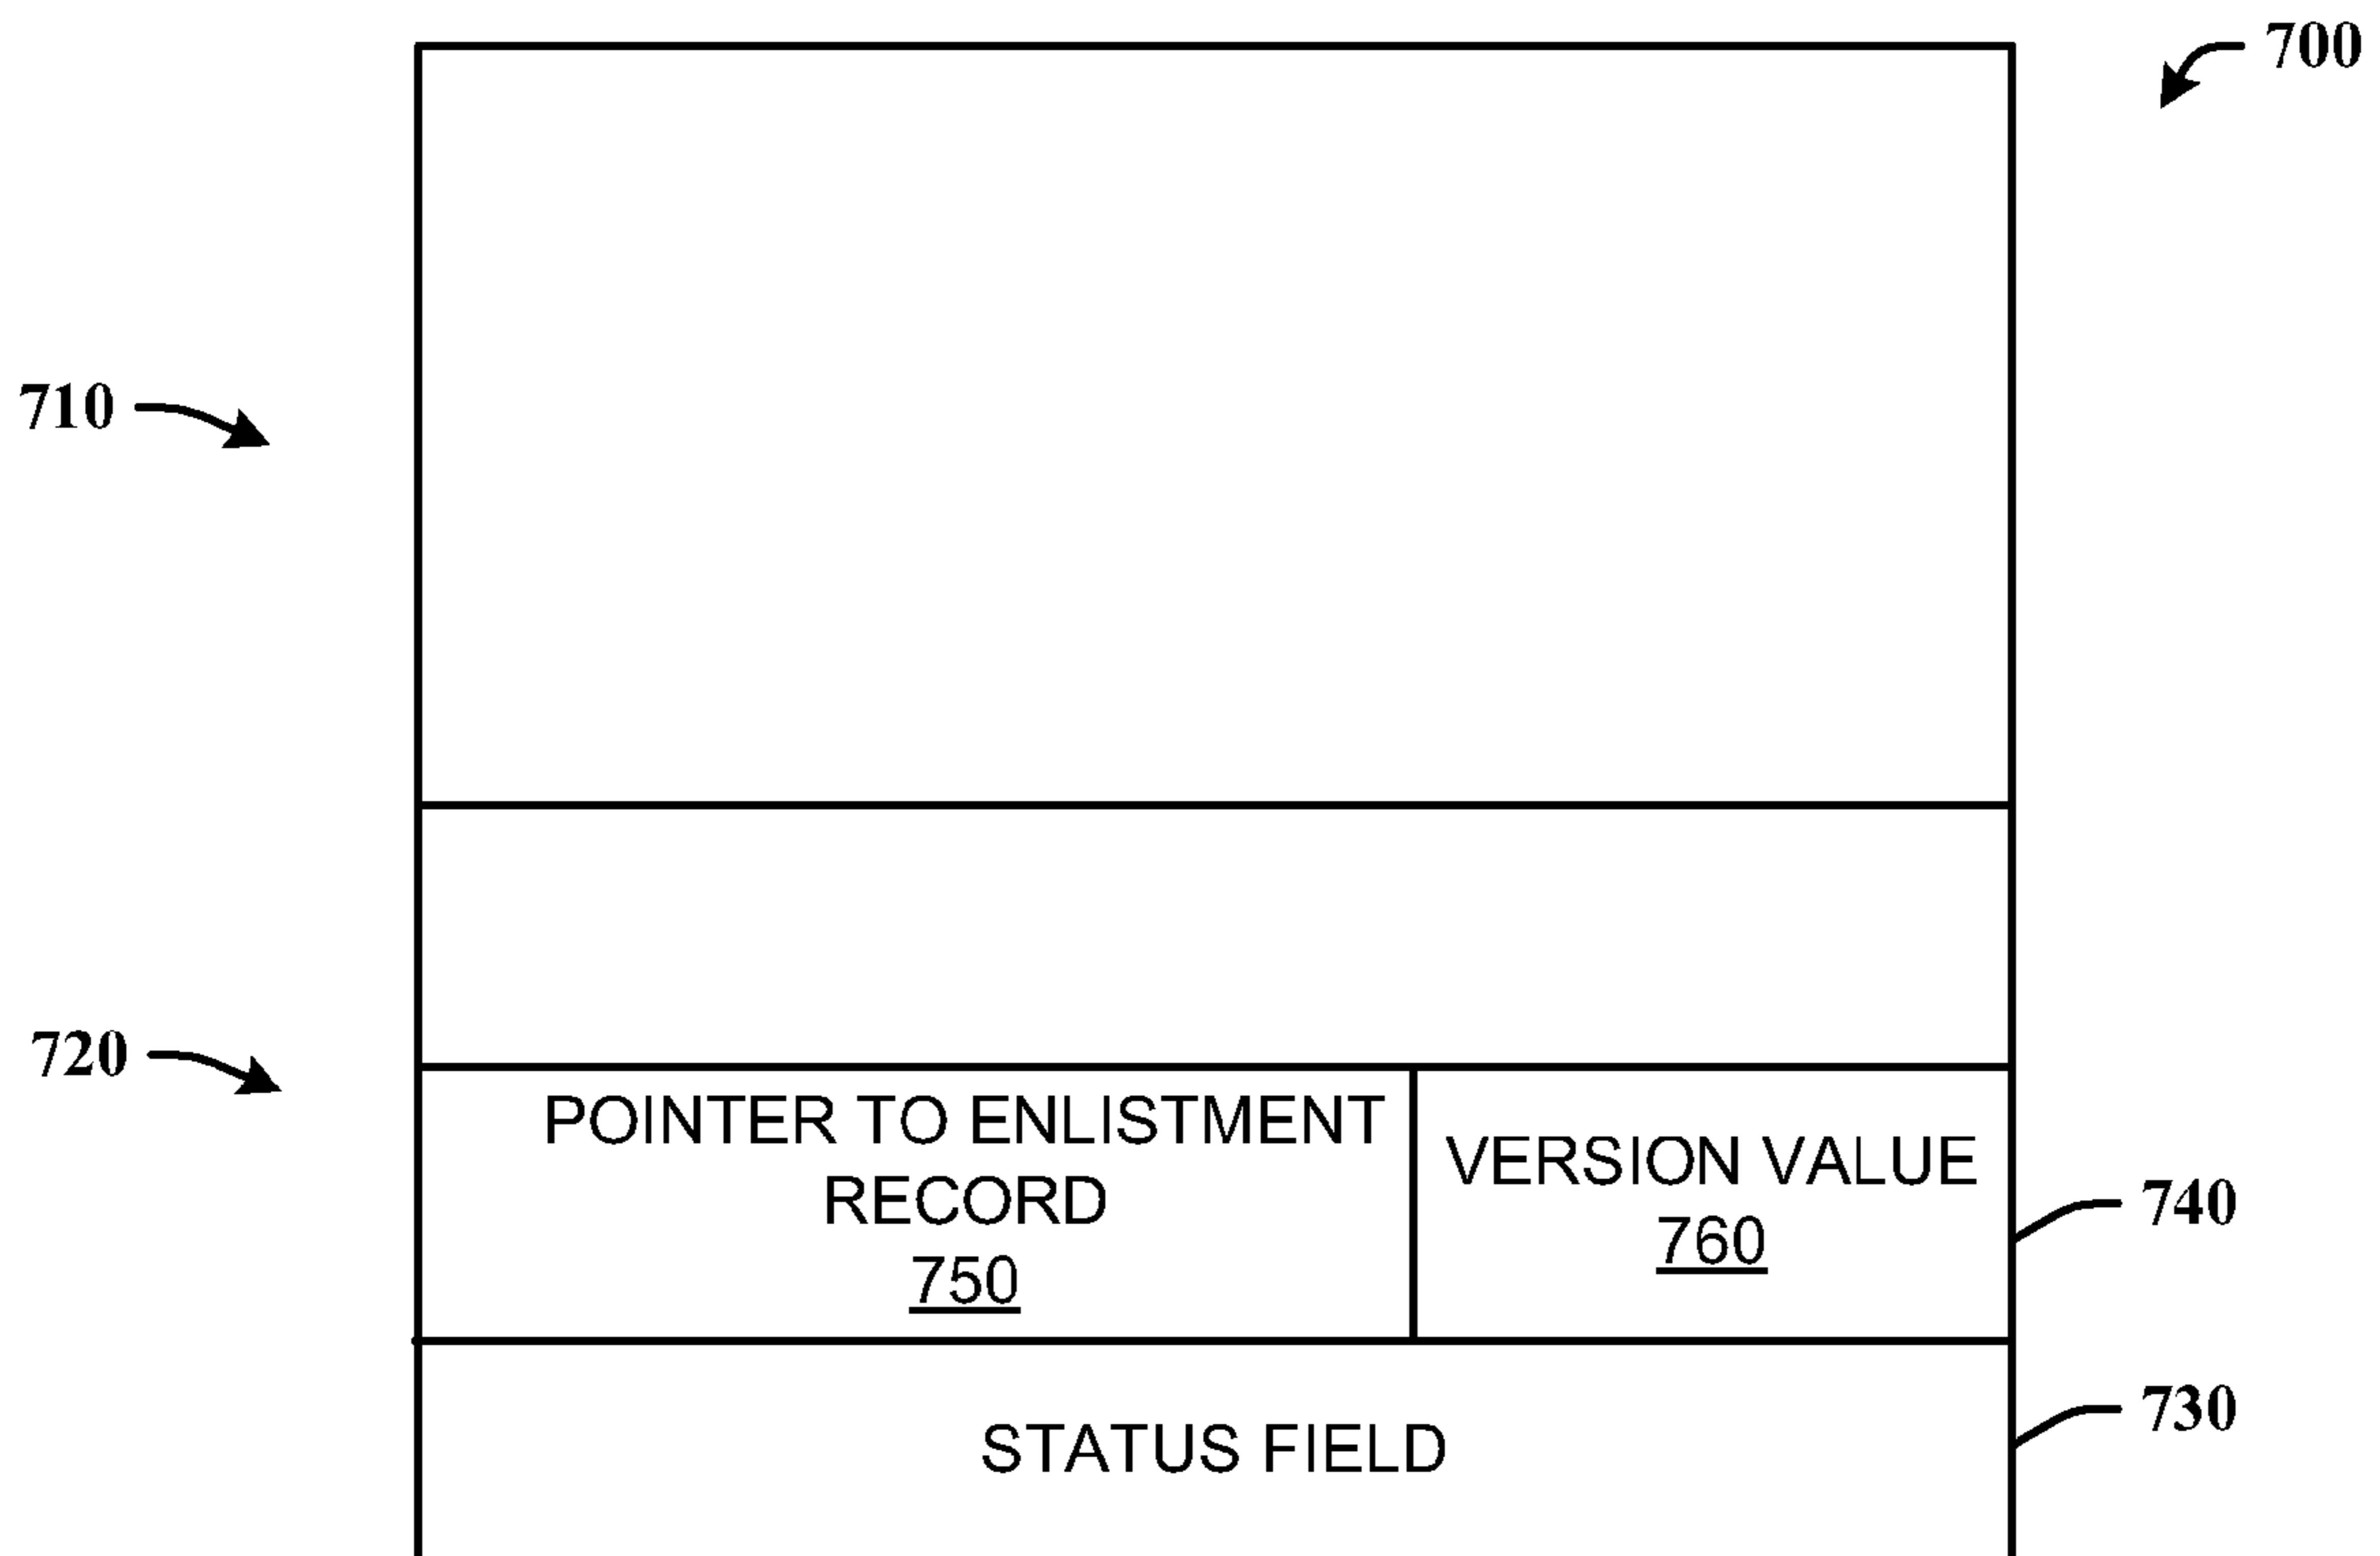 700
710
720
POINTER TO ENLISTMENT
RECORD
750
VERSION VALUE
760
740
730
STATUS FIELD